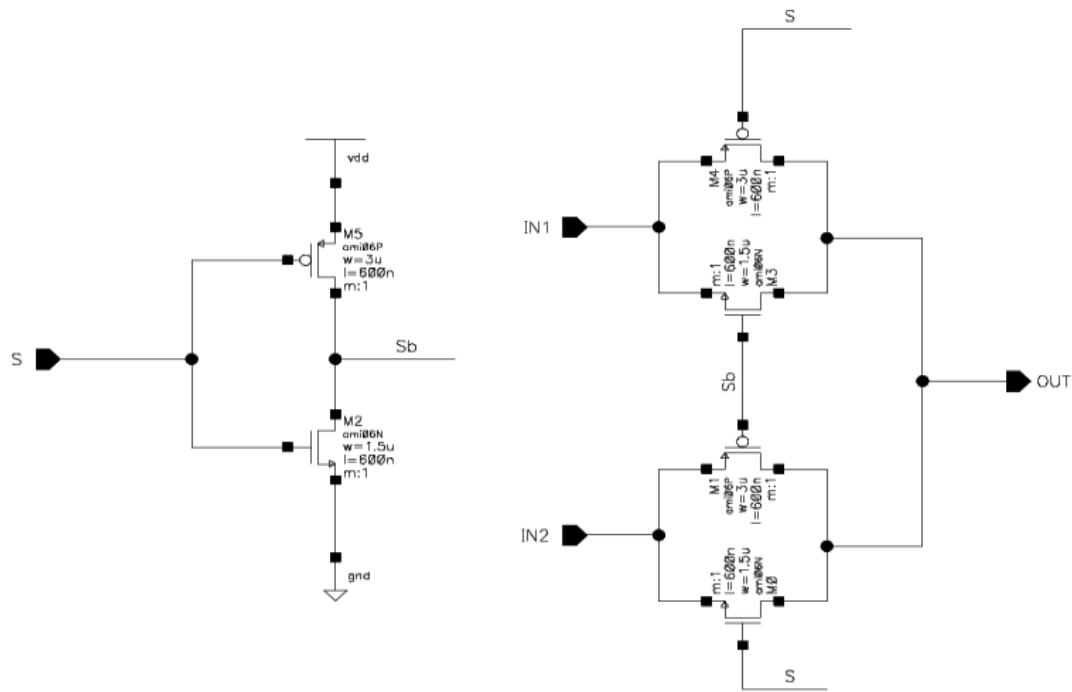 S
vdd
M5
ami06P
w=3u
l=600n
m:1
S
Sb
M2
ami06N
w=1.5u
l=600n
m:1
gnd
IN1
M4
ami06P
w=3u
l=600n
m:1
m:1
l=600n
w=1.5u
ami06N
M3
Sb
OUT
IN2
M1
ami06P
w=3u
l=600n
m:1
m:1
l=600n
w=1.5u
ami06N
M0
S